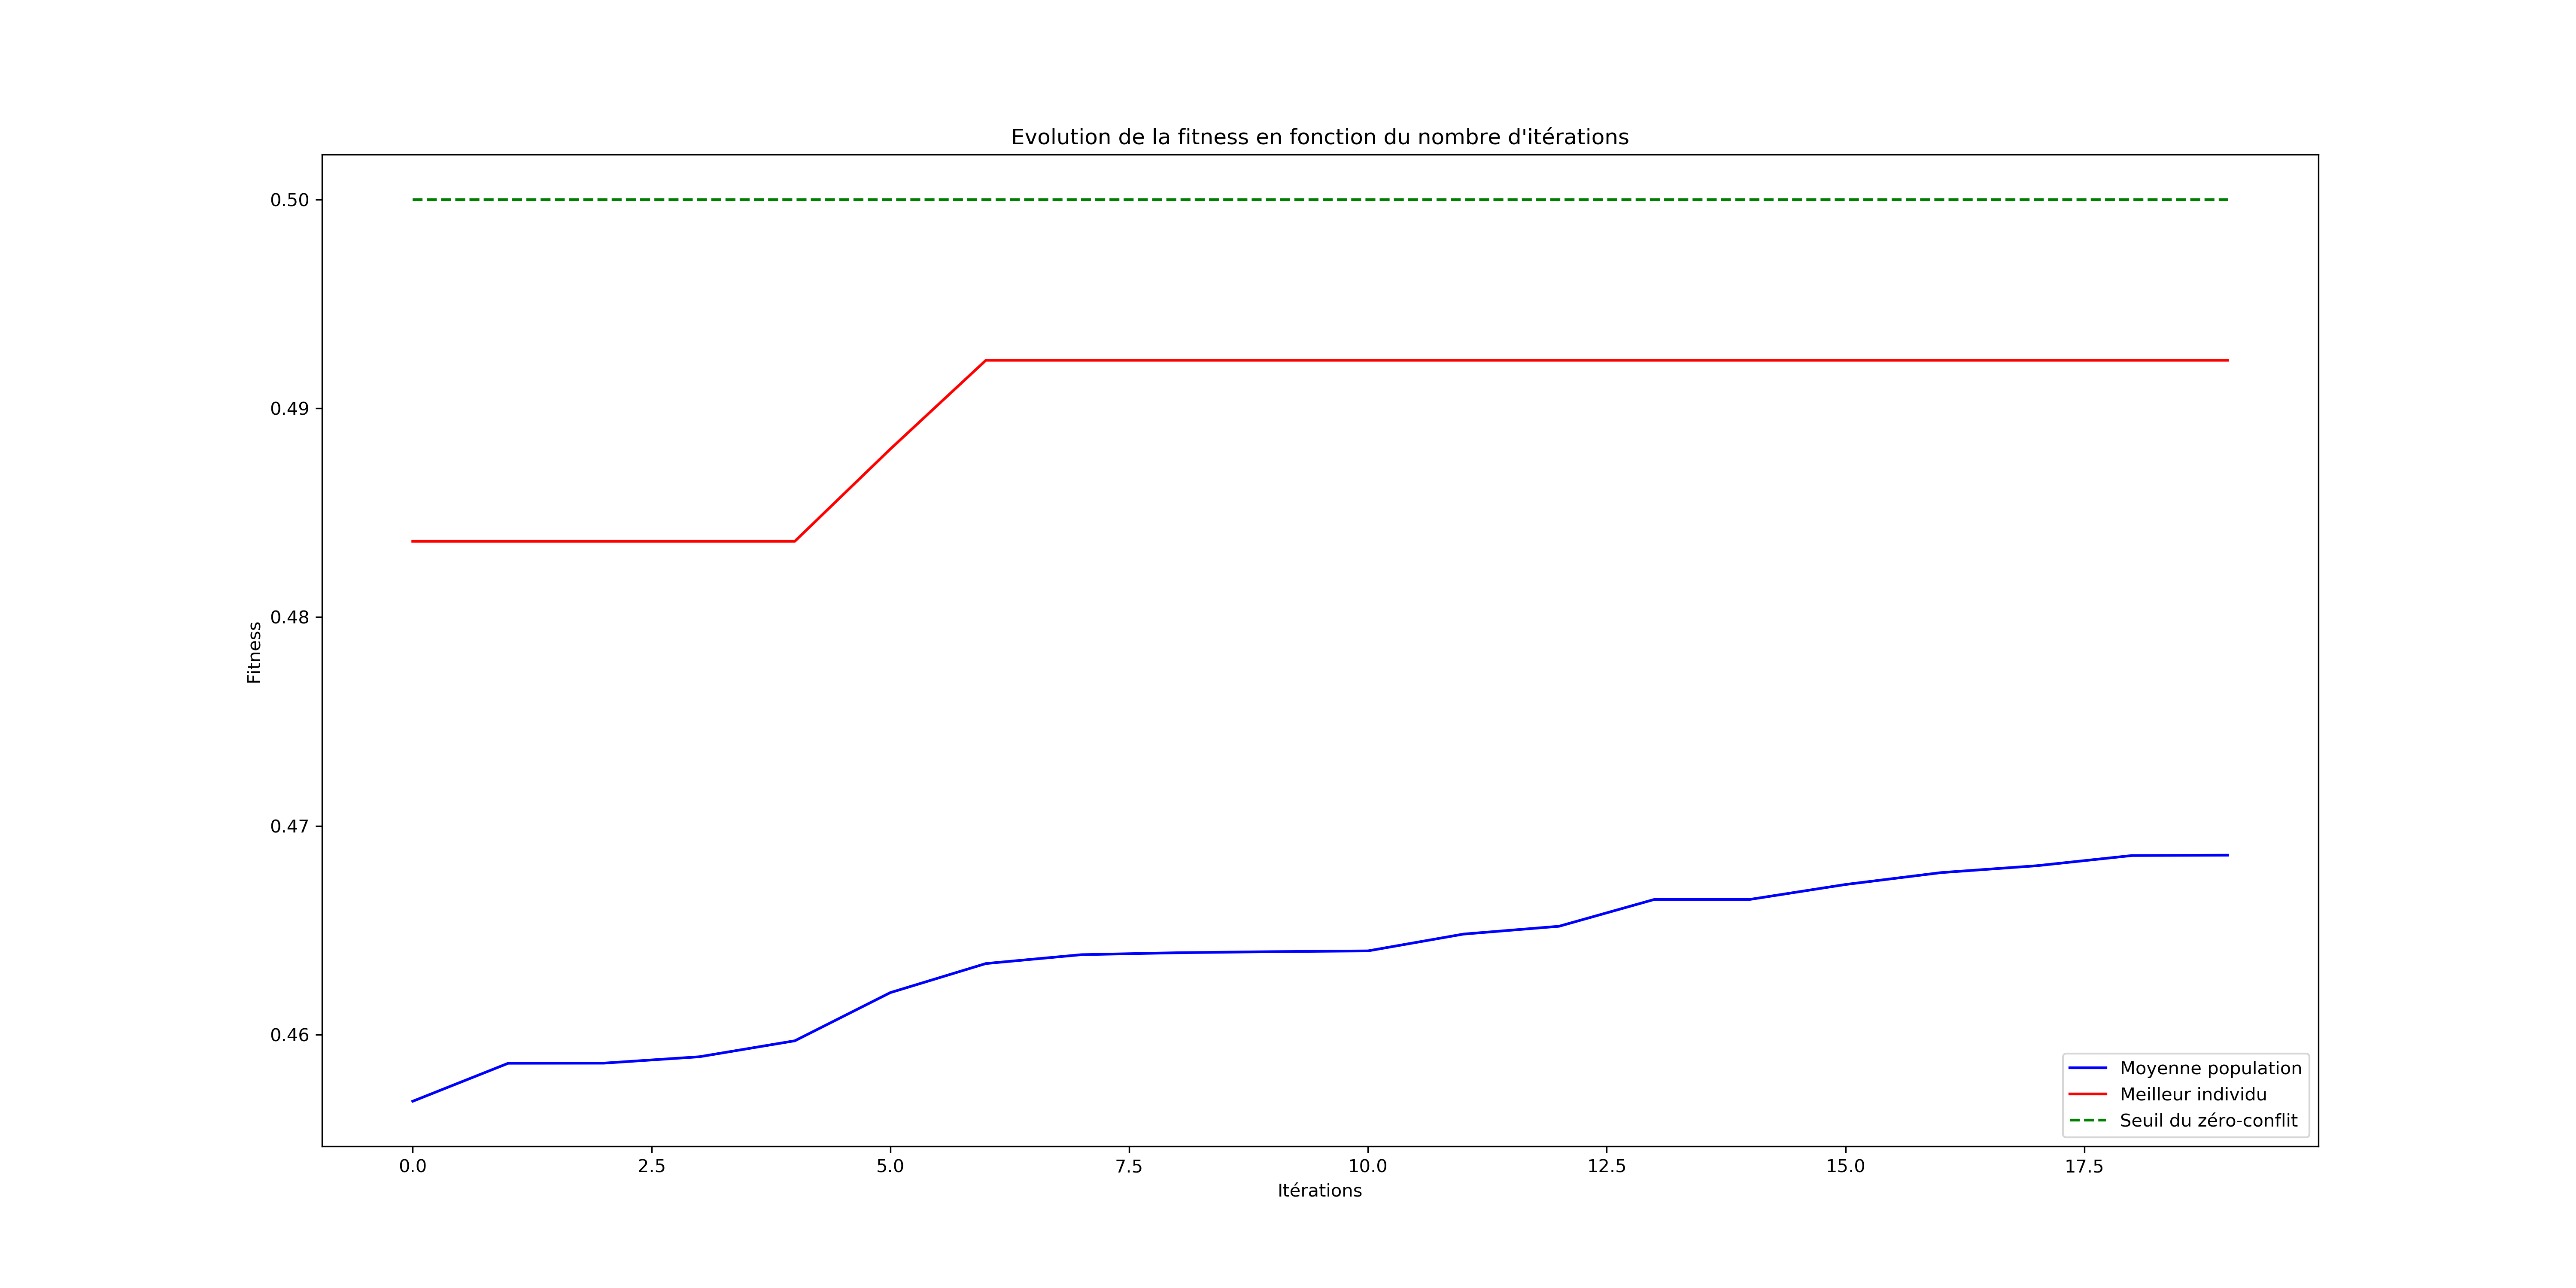 Evolution de la fitness en fonction du nombre d'itérations
0.50
0.49
0.48
0.47
0.46
Fitness
0.0 2.5 5.0 7.5 10.0 12.5 15.0 17.5
Itérations
Moyenne population
Meilleur individu
Seuil du zéro-conflit